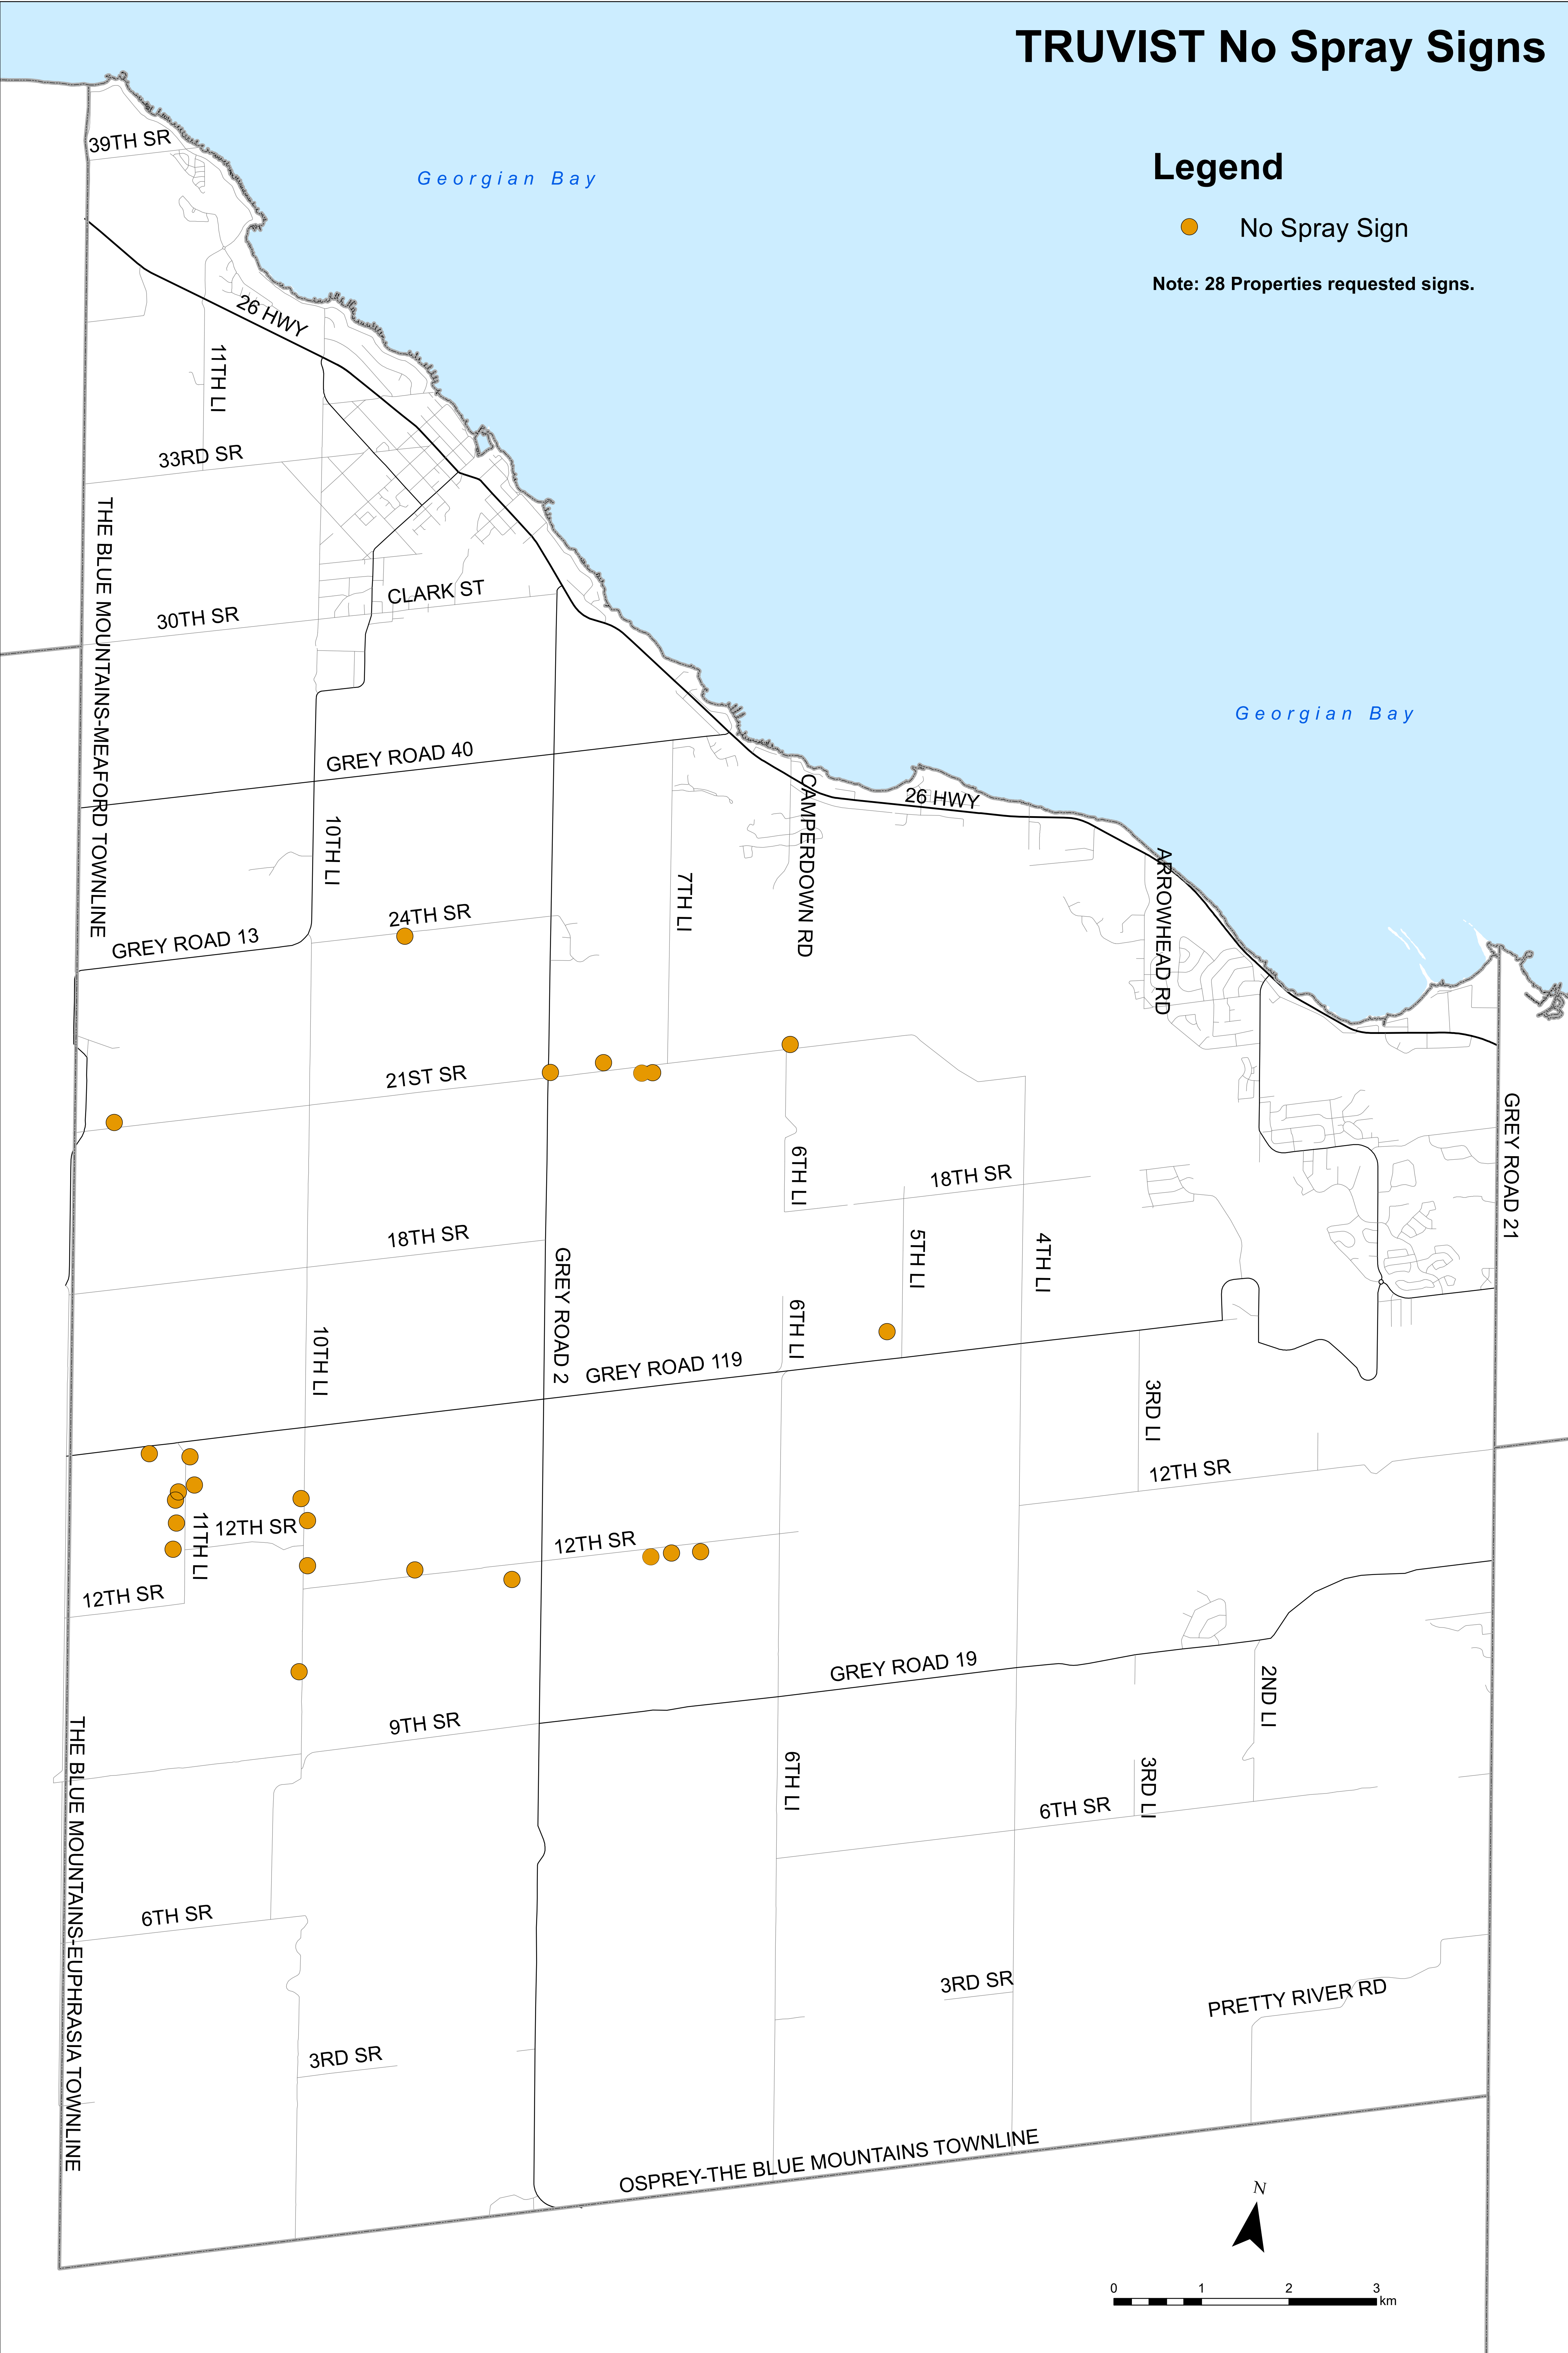 TRUVIST No Spray Signs
39TH SR
Georgian Bay
Legend
No Spray Sign
Note: 28 Properties requested signs.
26 HWY
11TH LI
33RD SR
THE BLUE MOUNTAINS-MEAFORD TOWNLINE
CLARK ST
30TH SR
Georgian Bay
GREY ROAD 40
CAMPERDOWN RD
26 HWY
10TH LI
7TH LI
ARROWHEAD RD
24TH SR
GREY ROAD 13
21ST SR
GREY ROAD 21
6TH LI
18TH SR
18TH SR
5TH LI
4TH LI
GREY ROAD 2
6TH LI
10TH LI
GREY ROAD 119
3RD LI
12TH SR
11TH LI
12TH SR
12TH SR
12TH SR
GREY ROAD 19
2ND LI
9TH SR
THE BLUE MOUNTAINS-EUPHRASIA TOWNLINE
6TH LI
3RD LI
6TH SR
6TH SR
3RD SR
PRETTY RIVER RD
3RD SR
OSPREY-THE BLUE MOUNTAINS TOWNLINE
N
0 1 2 3
km